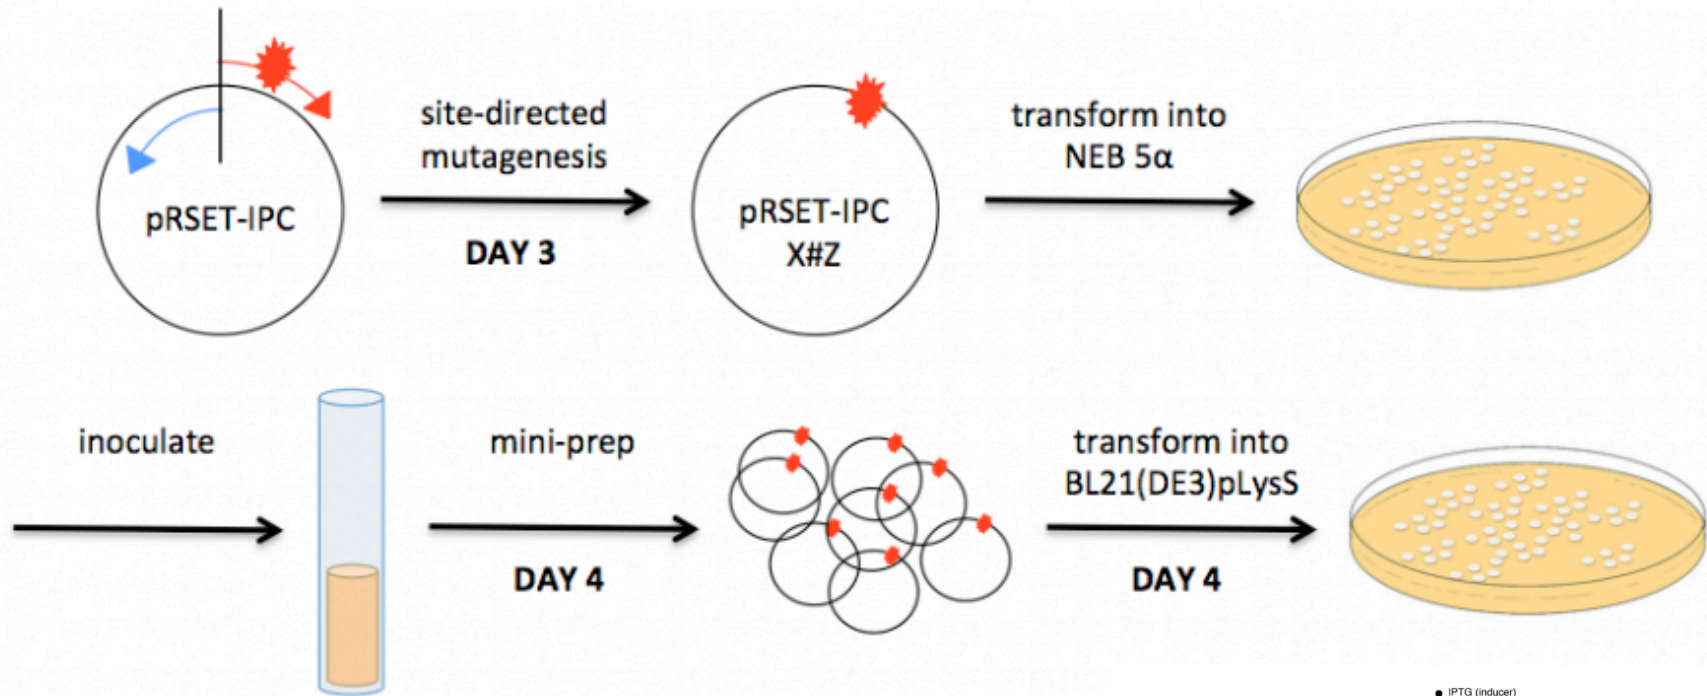 pRSET-IPC
site-directed
mutagenesis
DAY 3
pRSET-IPC
X#Z
transform into
NEB 5α
inoculate
mini-prep
DAY 4
transform into
BL21(DE3)pLysS
DAY 4
• IPTG (inducer)